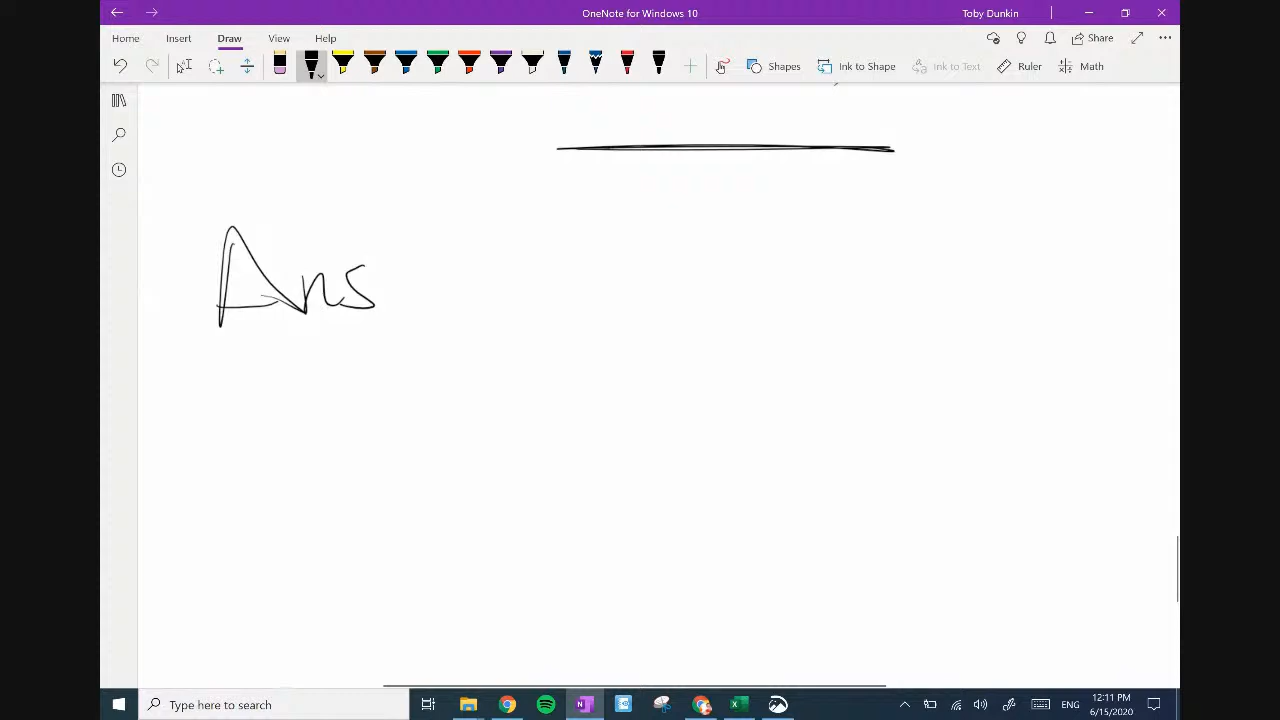 OneNote for Windows 10
Toby Dunkin
Home Insert Draw View Help
Share
Shapes Ink to Shape Ink to Text Ruler Math
Ans
Type here to search
ENG
12:11 PM
6/15/2020